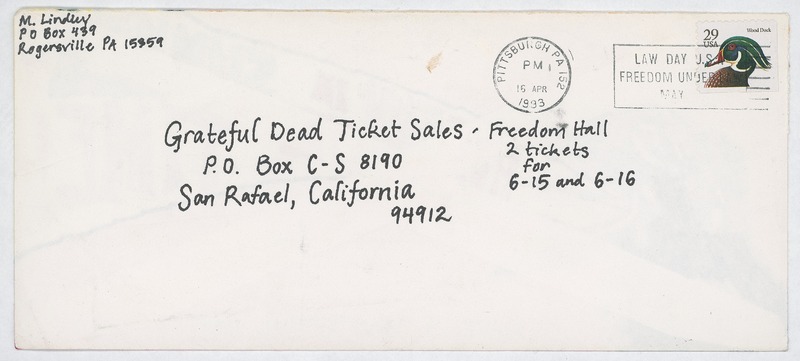 M. Lindley
PO Box 439
Rogersville PA 15359
PITTSBURGH PA 152
PM
16 APR
1993
LAW DAY U.S.A.
FREEDOM UNDER
MAY
29
USA
Wood Duck
Grateful Dead Ticket Sales - Freedom Hall
P.O. Box C-S 8190
San Rafael, California
94912
2 tickets
for
6-15 and 6-16